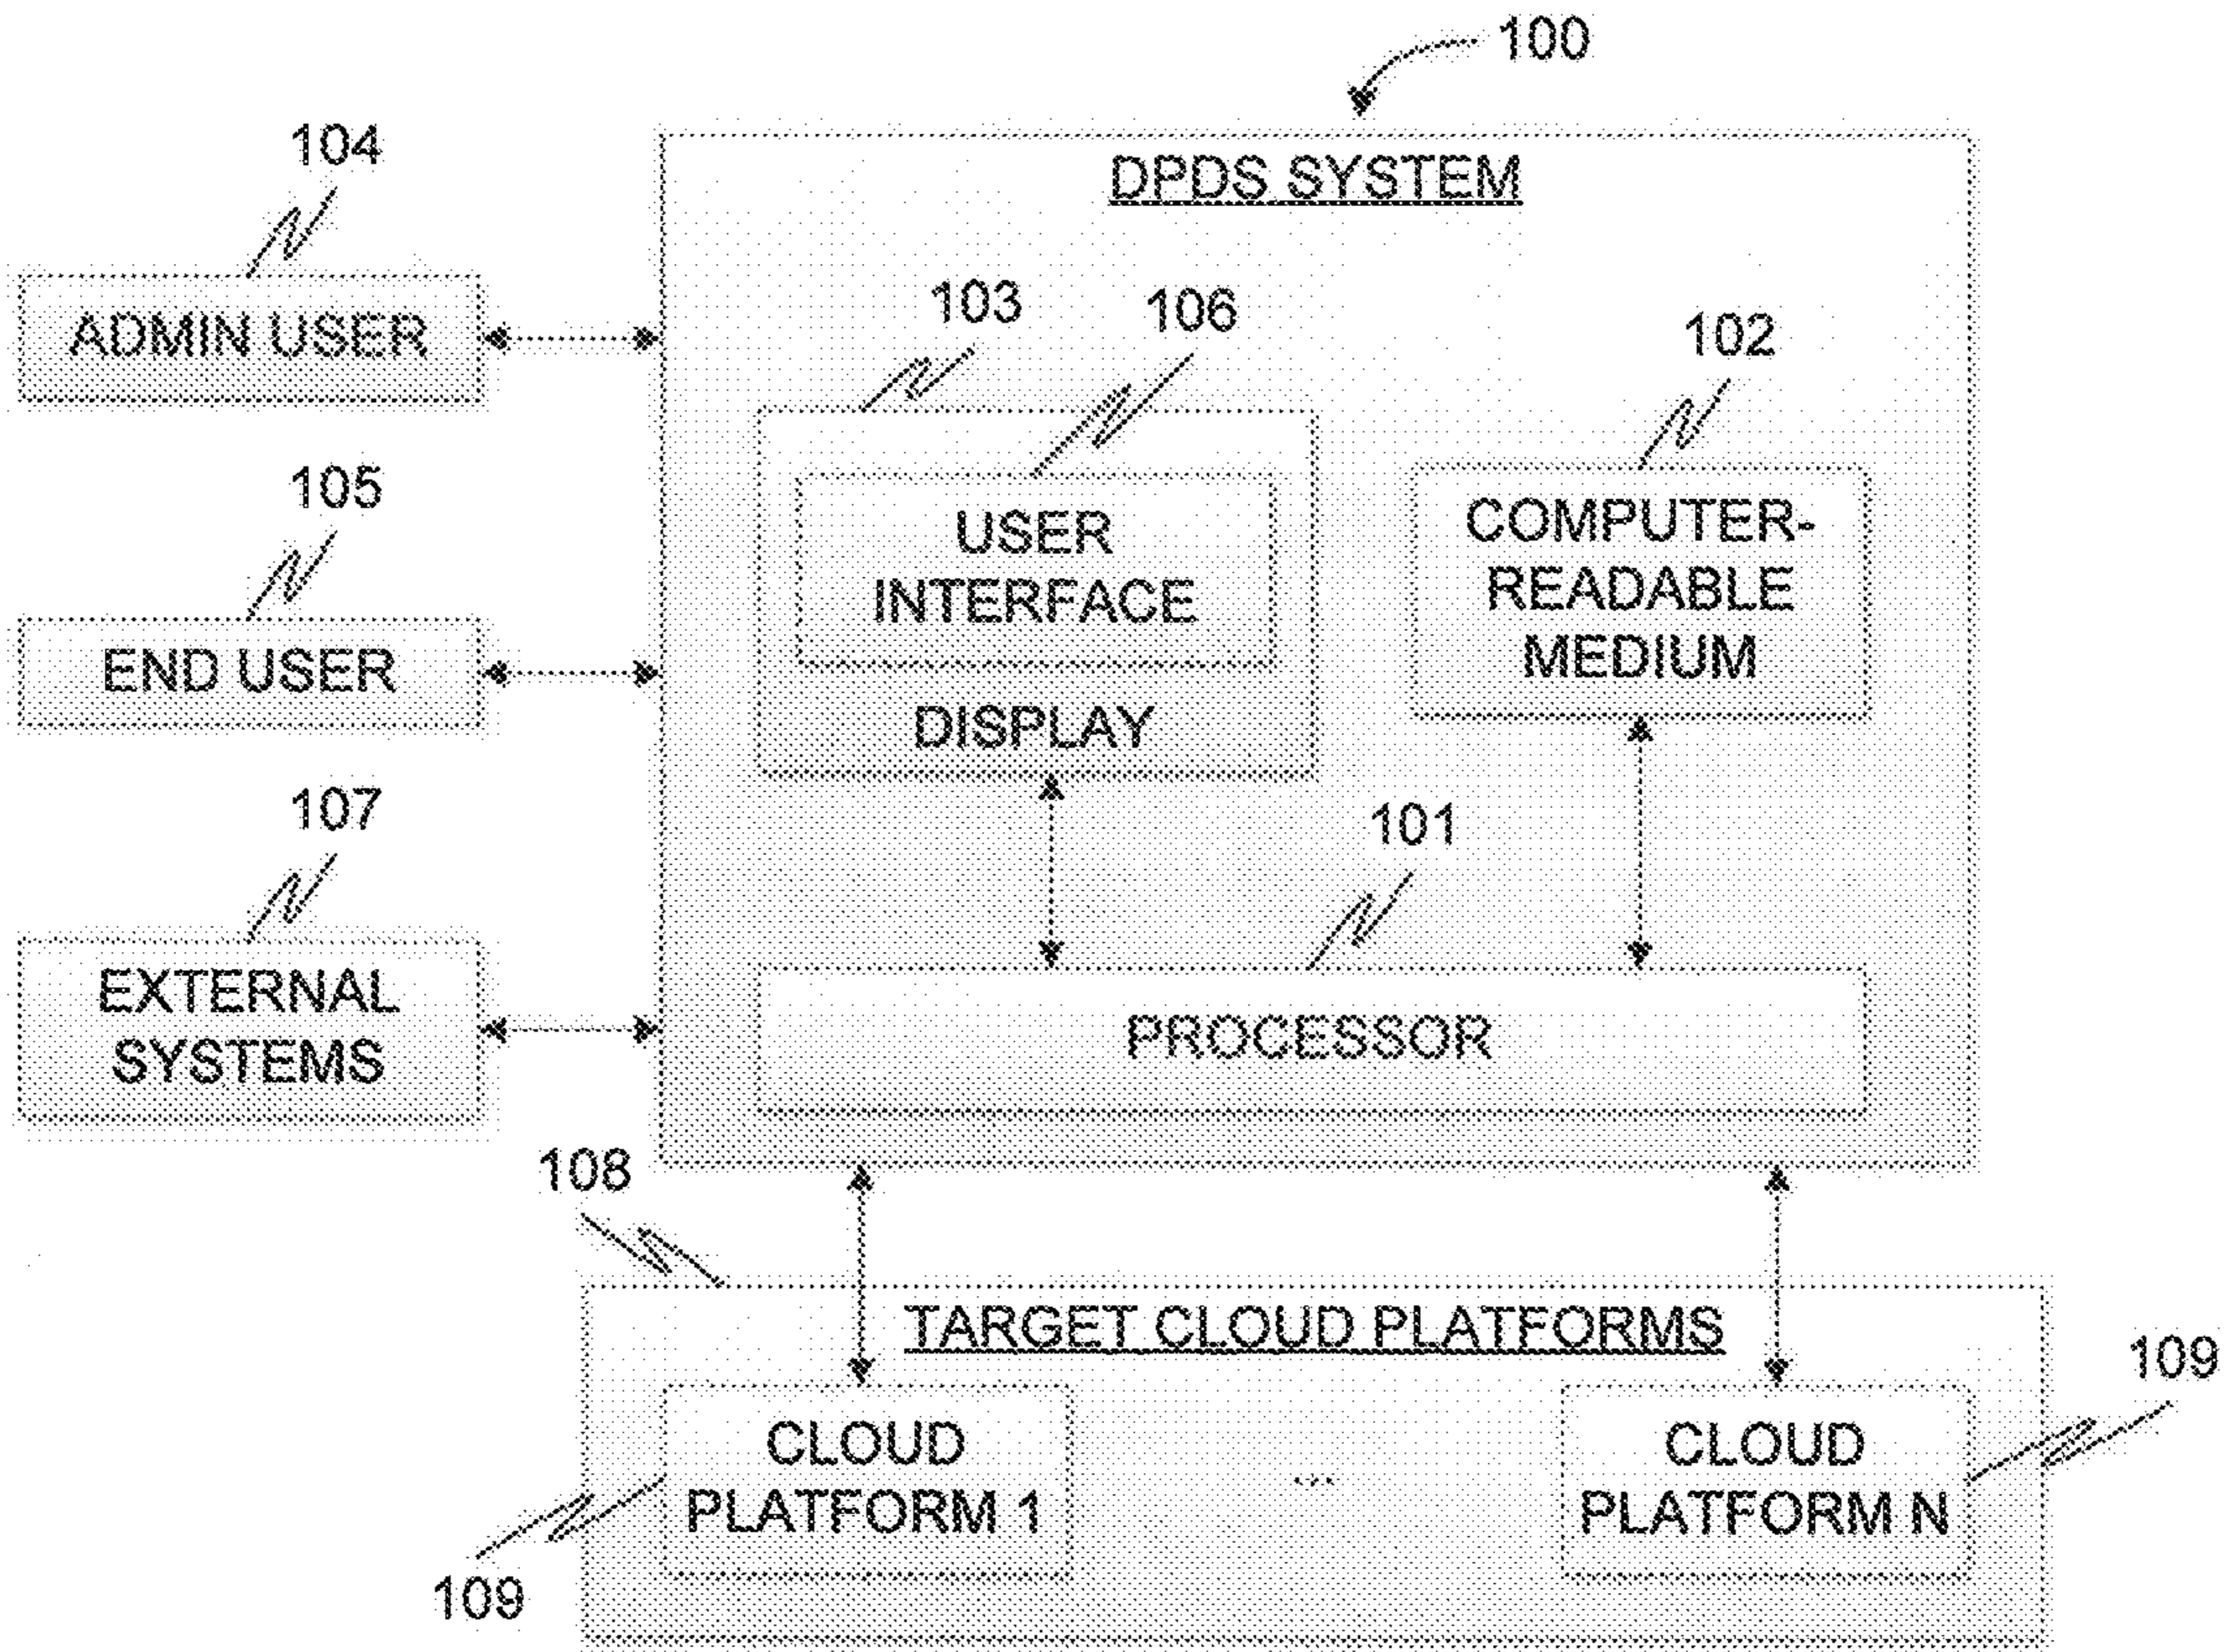 100
DPDS SYSTEM
104
ADMIN USER
103
106
102
USER
INTERFACE
DISPLAY
COMPUTER-
READABLE
MEDIUM
105
END USER
107
EXTERNAL
SYSTEMS
101
PROCESSOR
108
TARGET CLOUD PLATFORMS
CLOUD
PLATFORM 1
...
CLOUD
PLATFORM N
109
109